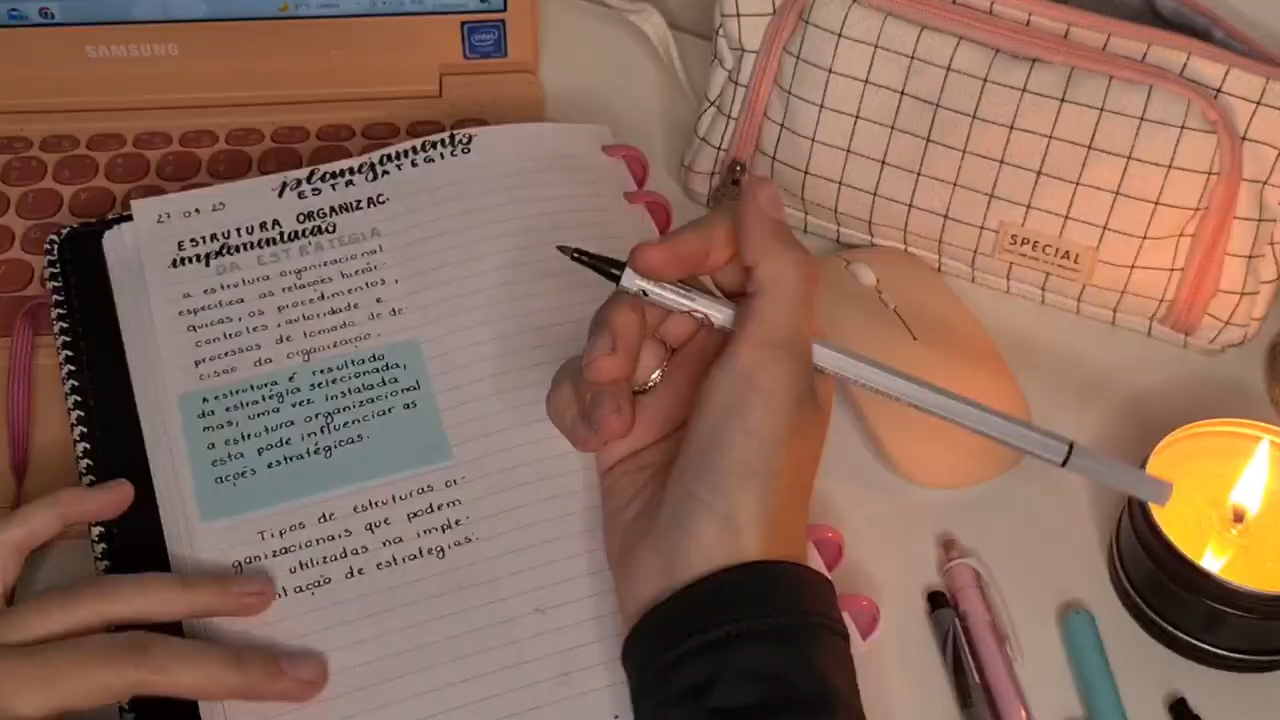 SAMSUNG
intel
planejamento
ESTRATÉGICO
27 09 23
ESTRUTURA ORGANIZAC.
implementação
DA ESTRATEGIA
a estrutura organizacional
especifica as relações hierár-
quicas, os procedimentos,
controles, autoridade e
processos de tomada de de-
cisão da organização.
A estrutura é resultado
da estratégia selecionada,
mas, uma vez instalada
a estrutura organizacional
esta pode influenciar as
ações estratégicas.
Tipos de estruturas or-
ganizacionais que podem
utilizadas na imple-
ntação de estratégias:
SPECIAL